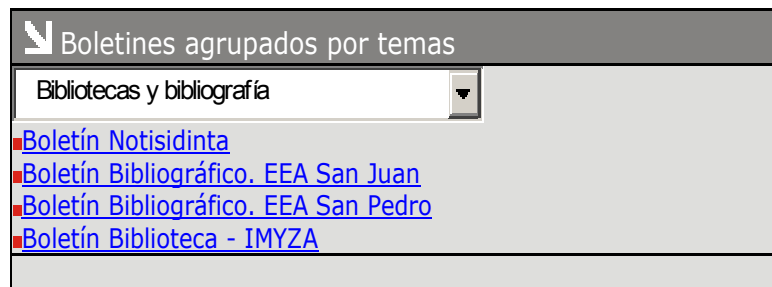 Boletines agrupados por temas
Bibliotecas y bibliografía
Boletín Notisidinta
Boletín Bibliográfico. EEA San Juan
Boletín Bibliográfico. EEA San Pedro
Boletín Biblioteca - IMYZA